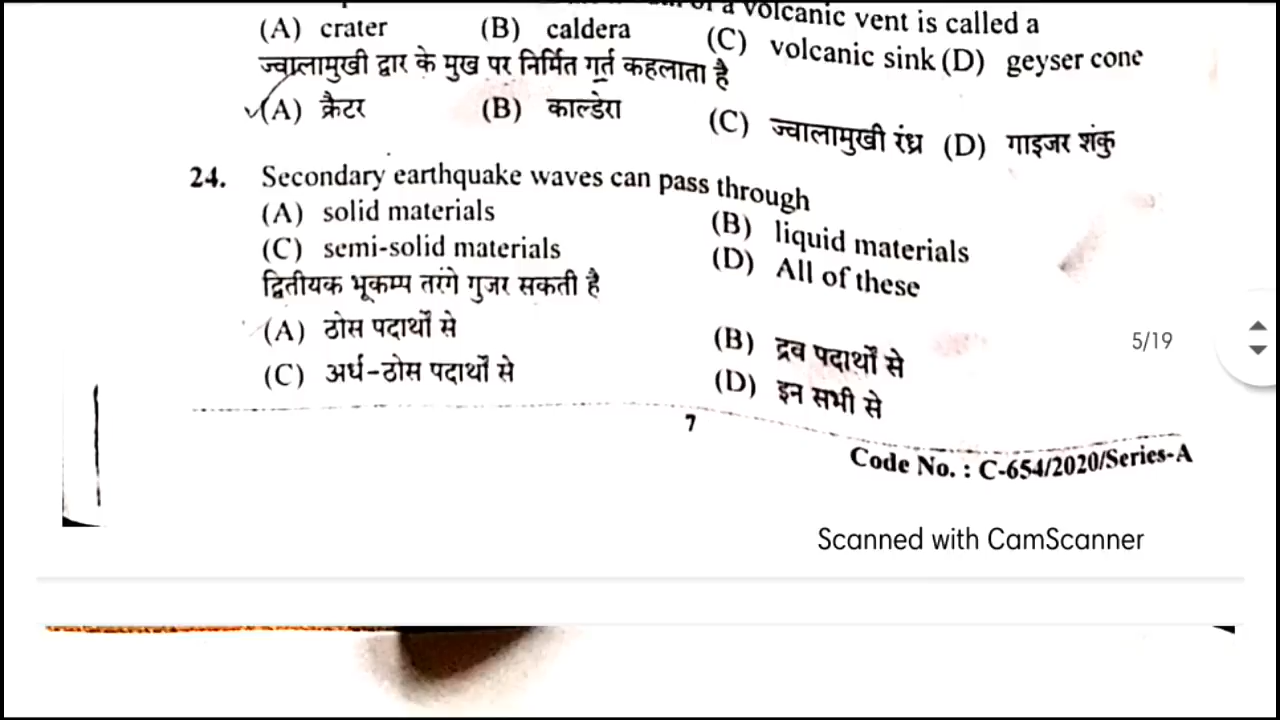 of a volcanic vent is called a
(A) crater (B) caldera (C) volcanic sink (D) geyser cone
ज्वालामुखी द्वार के मुख पर निर्मित गर्त कहलाता है
(A) क्रैटर (B) काल्डेरा (C) ज्वालामुखी रंध्र (D) गाइजर शंकु
24. Secondary earthquake waves can pass through
(A) solid materials (B) liquid materials
(C) semi-solid materials (D) All of these
द्वितीयक भूकम्प तरंगे गुजर सकती है
(A) ठोस पदार्थों से (B) द्रव पदार्थों से
(C) अर्ध-ठोस पदार्थों से (D) इन सभी से
5/19
7
Code No. : C-654/2020/Series-A
Scanned with CamScanner